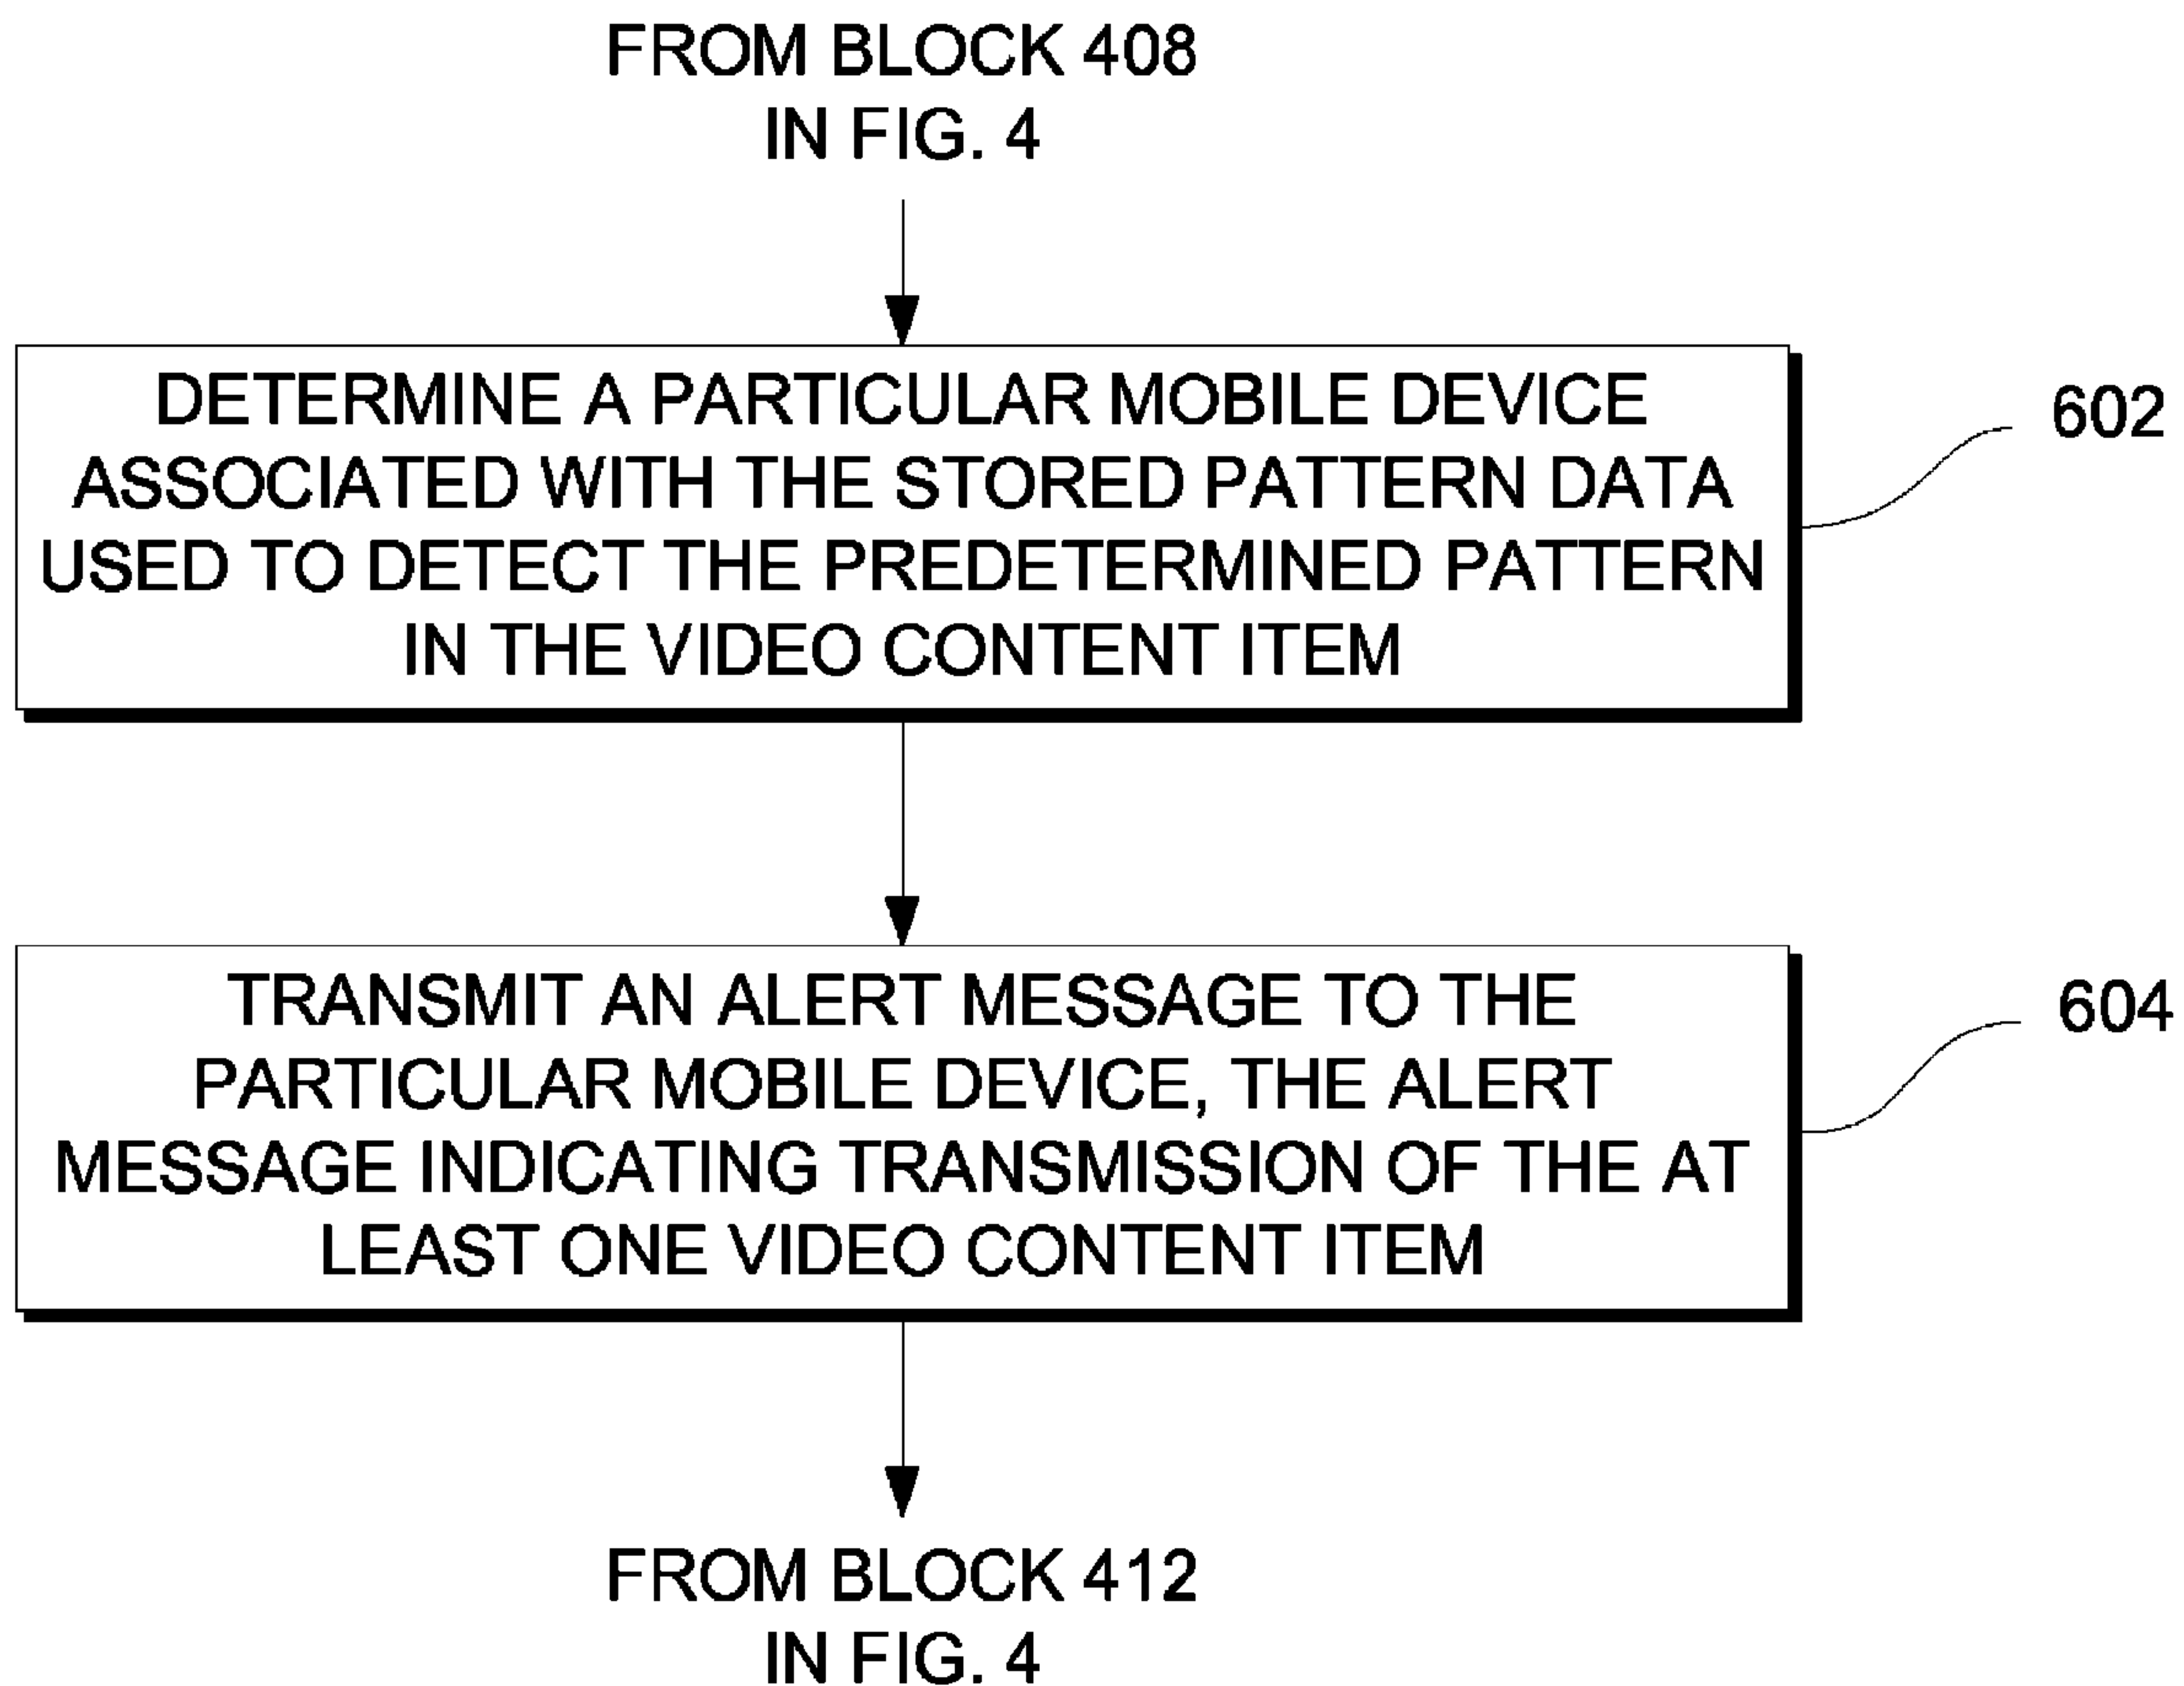 FROM BLOCK 408
IN FIG. 4
DETERMINE A PARTICULAR MOBILE DEVICE
ASSOCIATED WITH THE STORED PATTERN DATA
USED TO DETECT THE PREDETERMINED PATTERN
IN THE VIDEO CONTENT ITEM
602
TRANSMIT AN ALERT MESSAGE TO THE
PARTICULAR MOBILE DEVICE, THE ALERT
MESSAGE INDICATING TRANSMISSION OF THE AT
LEAST ONE VIDEO CONTENT ITEM
604
FROM BLOCK 412
IN FIG. 4